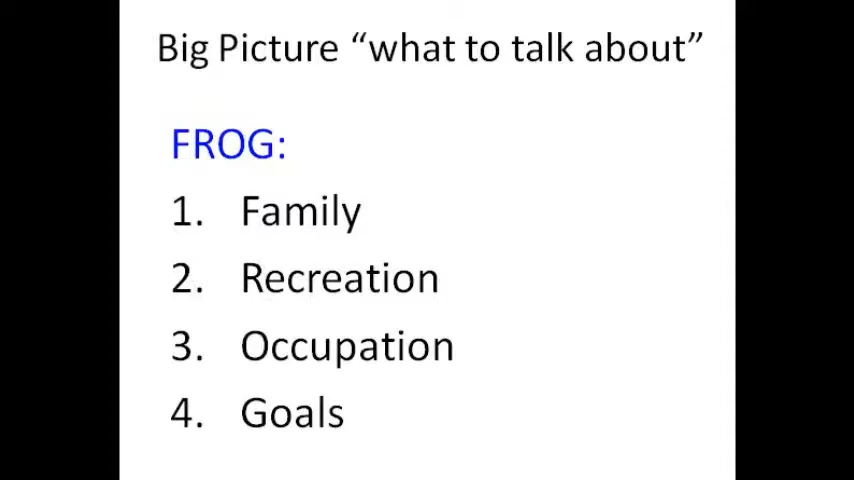 Big Picture “what to talk about”
FROG:
1. Family
2. Recreation
3. Occupation
4. Goals